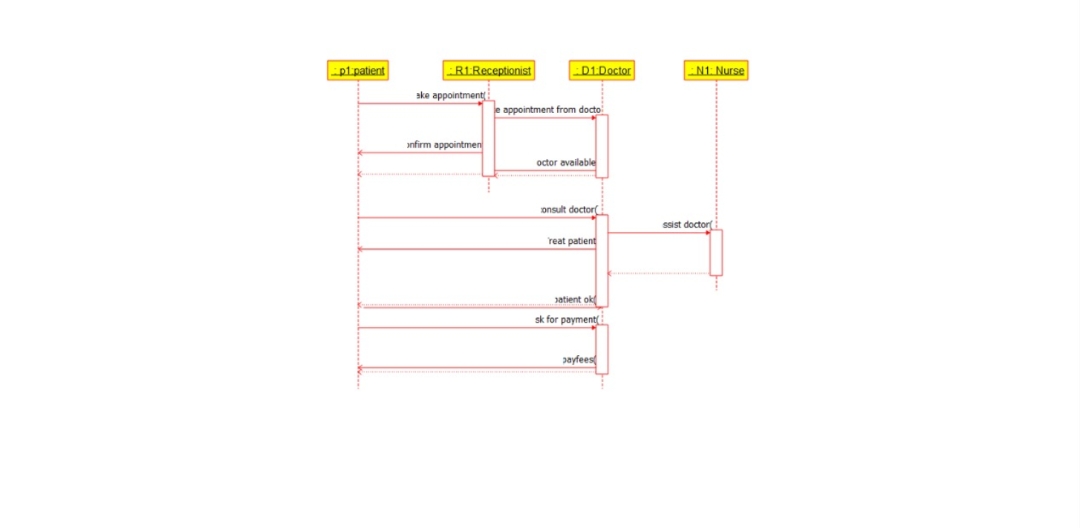 : p1:patient
: R1:Receptionist
: D1:Doctor
: N1: Nurse
ake appointment(
e appointment from docto
onfirm appointmen
octor available
onsult doctor(
ssist doctor(
reat patient
patient ok(
sk for payment(
payfees(